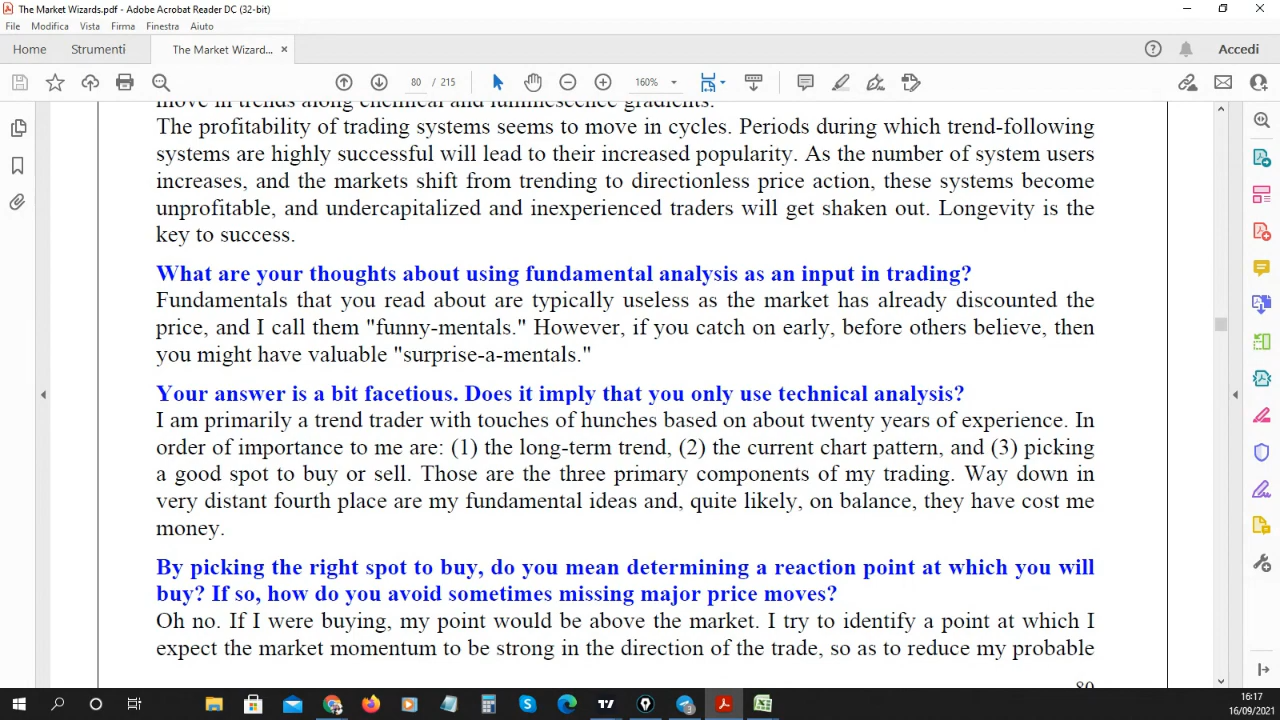 The Market Wizards.pdf - Adobe Acrobat Reader DC (32-bit)
File Modifica Vista Firma Finestra Aiuto
Home Strumenti The Market Wizard... Accedi
80 / 215 160%
move in trends along chemical and luminescence gradients.
The profitability of trading systems seems to move in cycles. Periods during which trend-following
systems are highly successful will lead to their increased popularity. As the number of system users
increases, and the markets shift from trending to directionless price action, these systems become
unprofitable, and undercapitalized and inexperienced traders will get shaken out. Longevity is the
key to success.
What are your thoughts about using fundamental analysis as an input in trading?
Fundamentals that you read about are typically useless as the market has already discounted the
price, and I call them "funny-mentals." However, if you catch on early, before others believe, then
you might have valuable "surprise-a-mentals."
Your answer is a bit facetious. Does it imply that you only use technical analysis?
I am primarily a trend trader with touches of hunches based on about twenty years of experience. In
order of importance to me are: (1) the long-term trend, (2) the current chart pattern, and (3) picking
a good spot to buy or sell. Those are the three primary components of my trading. Way down in
very distant fourth place are my fundamental ideas and, quite likely, on balance, they have cost me
money.
By picking the right spot to buy, do you mean determining a reaction point at which you will
buy? If so, how do you avoid sometimes missing major price moves?
Oh no. If I were buying, my point would be above the market. I try to identify a point at which I
expect the market momentum to be strong in the direction of the trade, so as to reduce my probable
80
16:17
16/09/2021